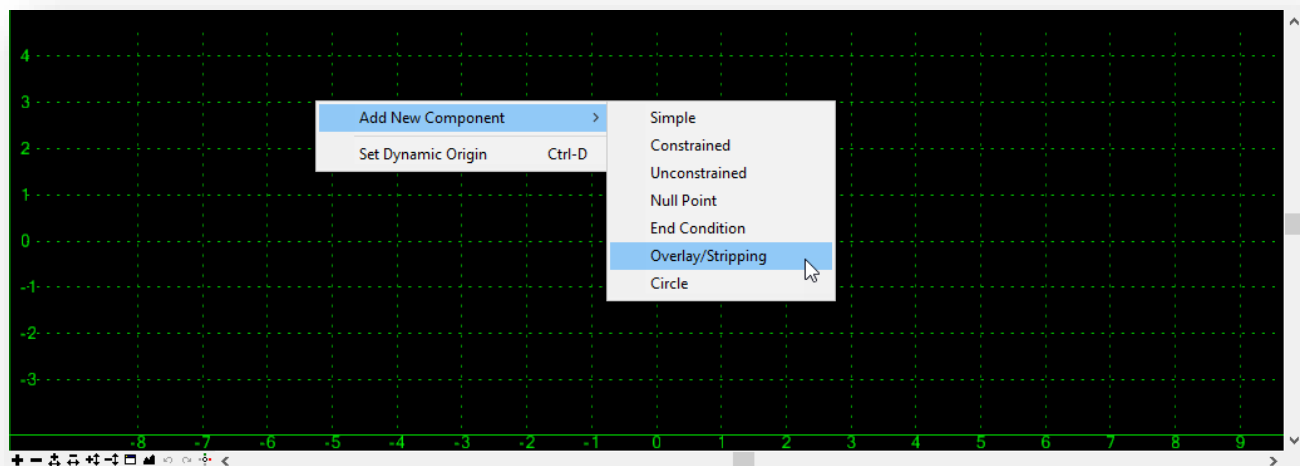 4
3
Add New Component > Simple
2
Set Dynamic Origin Ctrl-D
Constrained
Unconstrained
1
Null Point
End Condition
0
Overlay/Stripping
Circle
-1
-2
-3
-8 -7 -6 -5 -4 -3 -2 -1 0 1 2 3 4 5 6 7 8 9